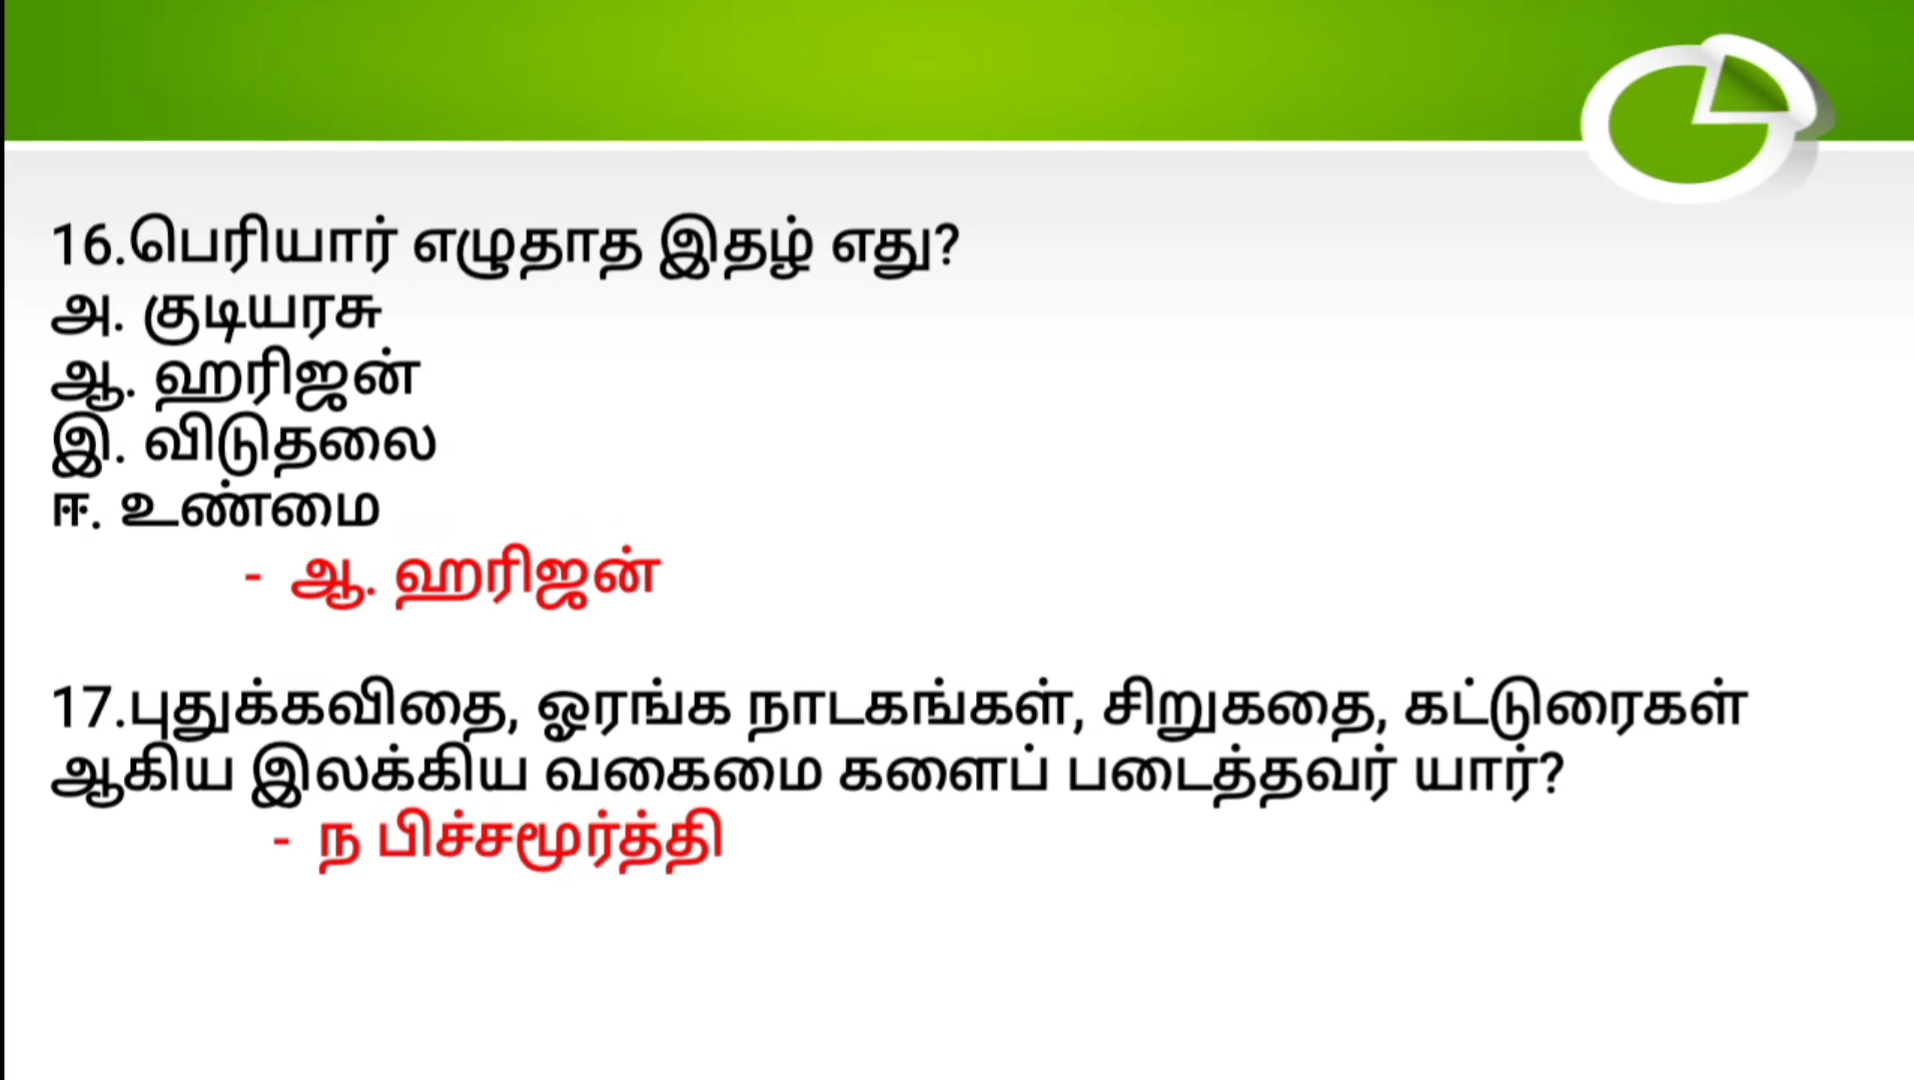 16.பெரியார் எழுதாத இதழ் எது?
அ. குடியரசு
ஆ. ஹரிஜன்
இ. விடுதலை
ஈ. உண்மை
- ஆ. ஹரிஜன்
17.புதுக்கவிதை, ஓரங்க நாடகங்கள், சிறுகதை, கட்டுரைகள்
ஆகிய இலக்கிய வகைமை களைப் படைத்தவர் யார்?
- ந பிச்சமூர்த்தி